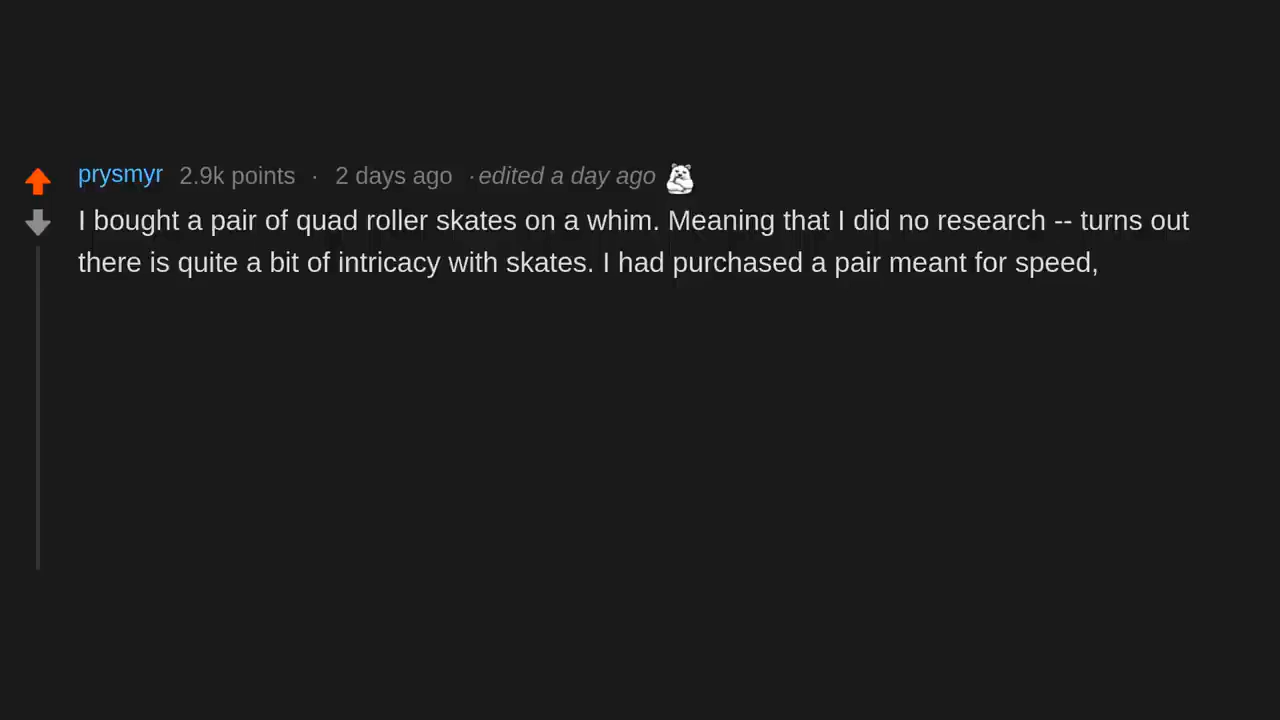 prysmyr 2.9k points · 2 days ago · edited a day ago
I bought a pair of quad roller skates on a whim. Meaning that I did no research -- turns out
there is quite a bit of intricacy with skates. I had purchased a pair meant for speed,